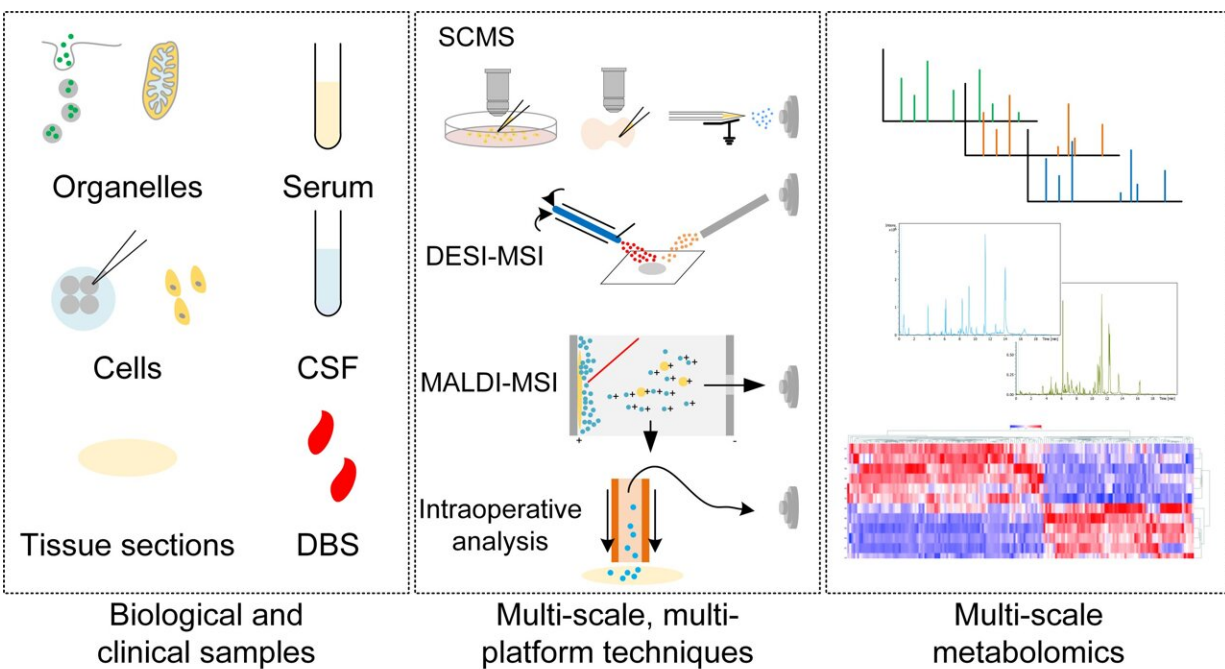 Organelles
Serum
Cells
CSF
Tissue sections
DBS
Biological and
clinical samples
SCMS
DESI-MSI
MALDI-MSI
+
-
Intraoperative
analysis
Multi-scale, multi-
platform techniques
Multi-scale
metabolomics